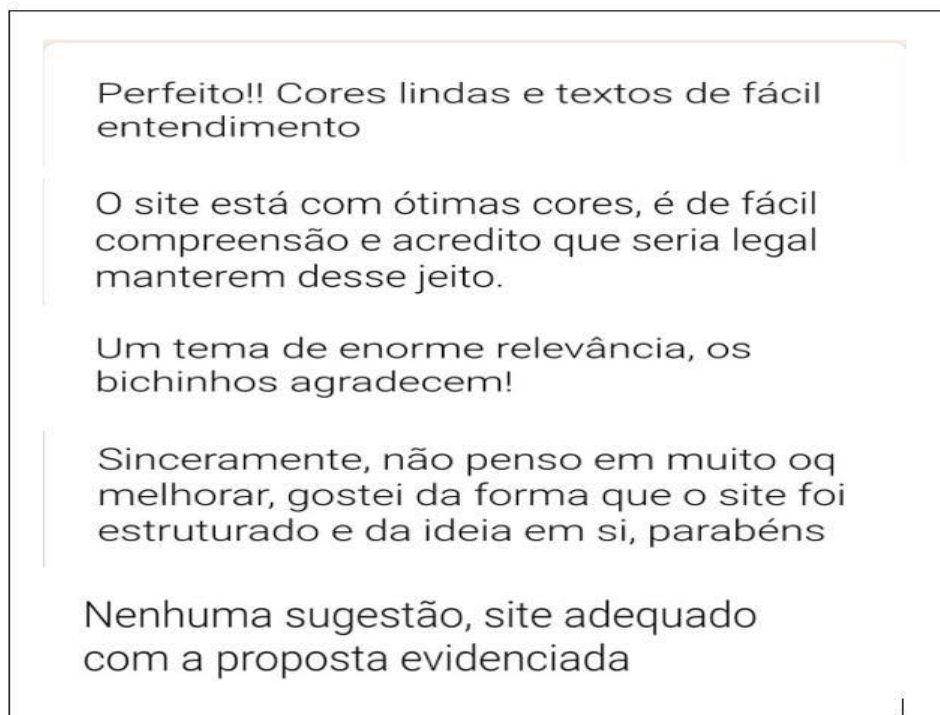 Perfeito!! Cores lindas e textos de fácil
entendimento
O site está com ótimas cores, é de fácil
compreensão e acredito que seria legal
manterem desse jeito.
Um tema de enorme relevância, os
bichinhos agradecem!
Sinceramente, não penso em muito oq
melhorar, gostei da forma que o site foi
estruturado e da ideia em si, parabéns
Nenhuma sugestão, site adequado
com a proposta evidenciada